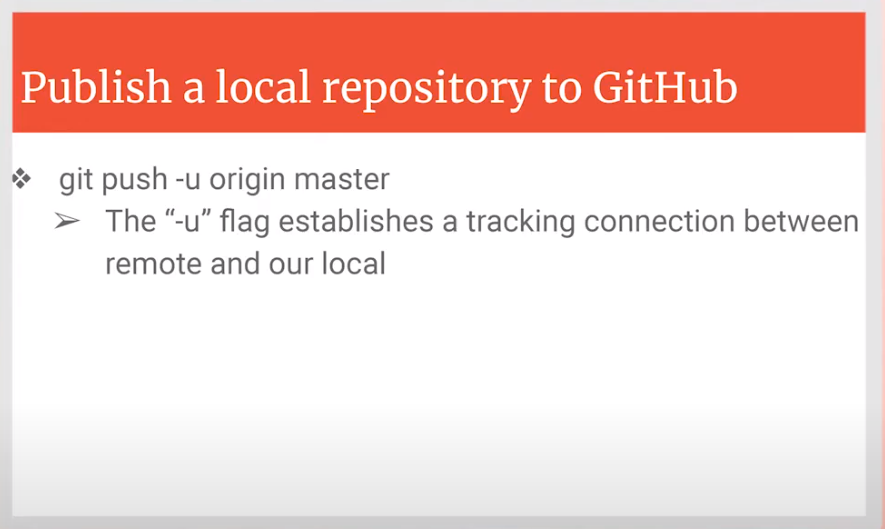 Publish a local repository to GitHub
❖ git push -u origin master
➢ The “-u” flag establishes a tracking connection between
remote and our local